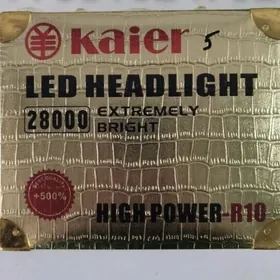 Kaier 5
LED HEADLIGHT
28000 EXTREMELY
BRIGHT
+500%
HIGH POWER-R10